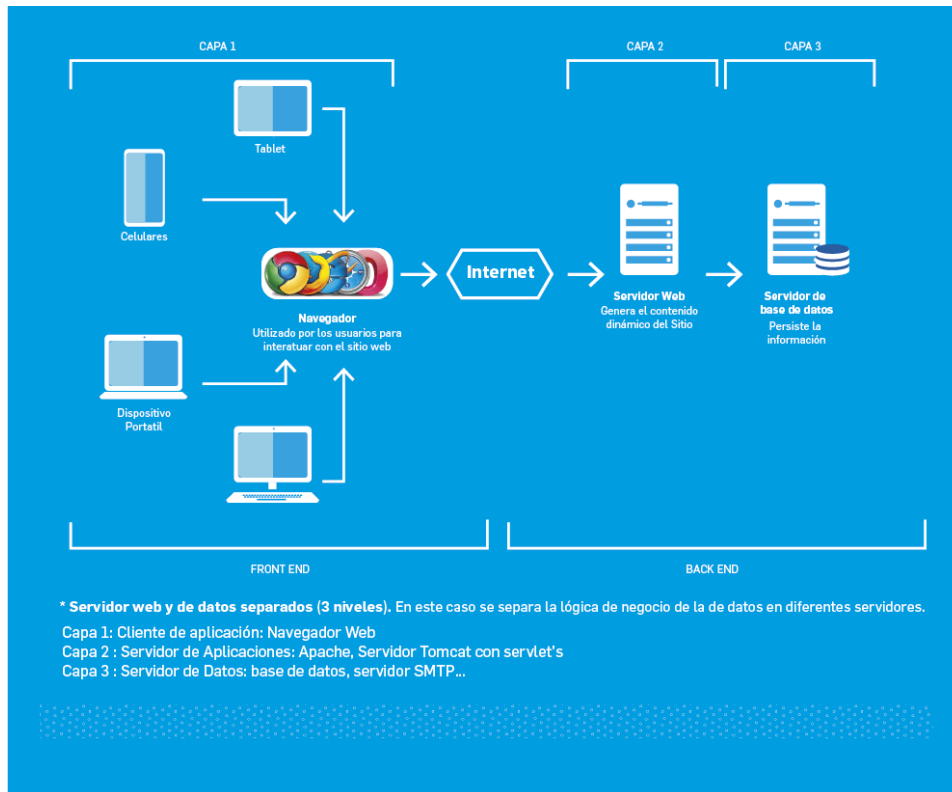 CAPA 1
CAPA 2
CAPA 3
Tablet
Celulares
Internet
Navegador
Utilizado por los usuarios para
interatuar con el sitio web
Servidor Web
Genera el contenido
dinámico del Sitio
Servidor de
base de datos
Persiste la
información
Dispositivo
Portatil
FRONT END
BACK END
* Servidor web y de datos separados (3 niveles). En este caso se separa la lógica de negocio de la de datos en diferentes servidores.
Capa 1: Cliente de aplicación: Navegador Web
Capa 2 : Servidor de Aplicaciones: Apache, Servidor Tomcat con servlet's
Capa 3 : Servidor de Datos: base de datos, servidor SMTP...